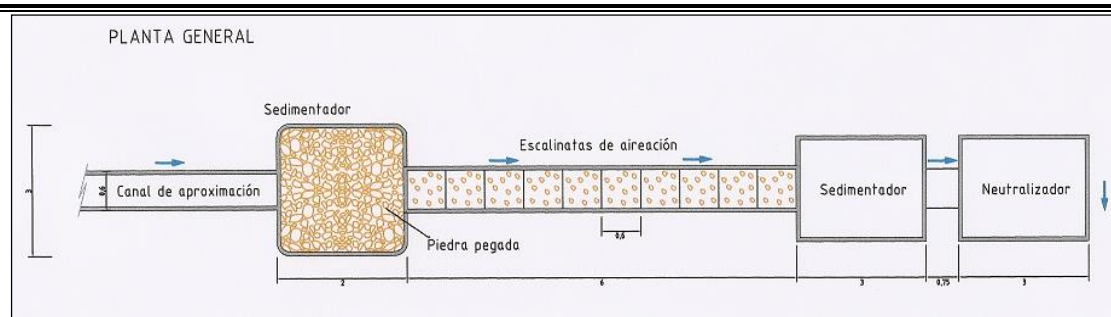 PLANTA GENERAL
Sedimentador
Escalinatas de aireación
3
0,6
Canal de aproximación
Sedimentador
Neutralizador
Piedra pegada
0,6
2
6
3
0,75
3